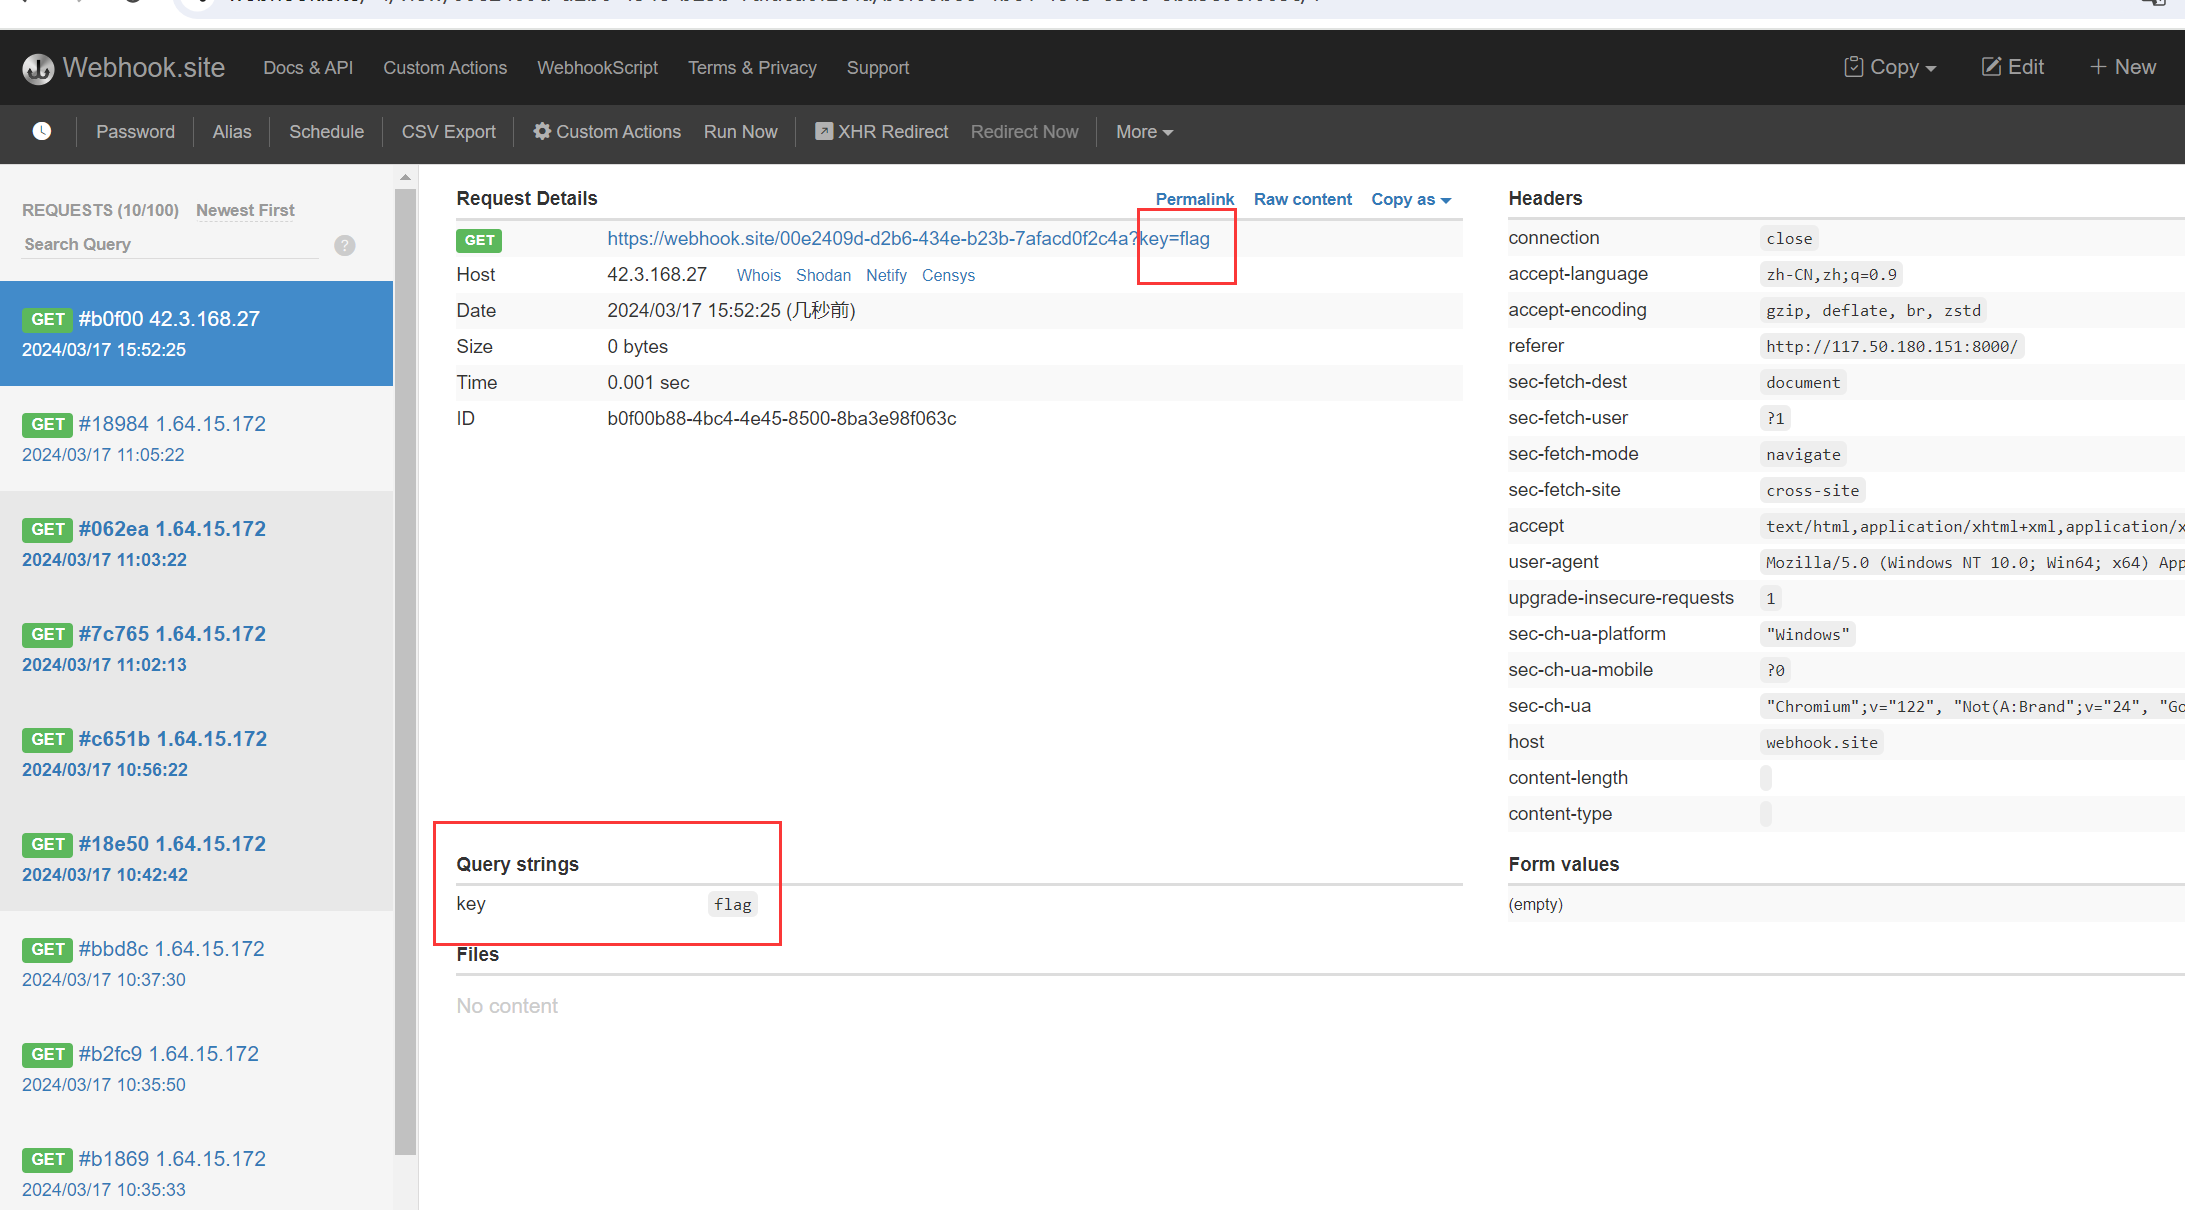 Webhook.site Docs & API Custom Actions WebhookScript Terms & Privacy Support Copy Edit New
Password Alias Schedule CSV Export Custom Actions Run Now XHR Redirect Redirect Now More
REQUESTS (10/100) Newest First
Search Query ?
GET #b0f00 42.3.168.27
2024/03/17 15:52:25
GET #18984 1.64.15.172
2024/03/17 11:05:22
GET #062ea 1.64.15.172
2024/03/17 11:03:22
GET #7c765 1.64.15.172
2024/03/17 11:02:13
GET #c651b 1.64.15.172
2024/03/17 10:56:22
GET #18e50 1.64.15.172
2024/03/17 10:42:42
GET #bbd8c 1.64.15.172
2024/03/17 10:37:30
GET #b2fc9 1.64.15.172
2024/03/17 10:35:50
GET #b1869 1.64.15.172
2024/03/17 10:35:33
Request Details Permalink Raw content Copy as
GET https://webhook.site/00e2409d-d2b6-434e-b23b-7afacd0f2c4a?key=flag
Host 42.3.168.27 Whois Shodan Netify Censys
Date 2024/03/17 15:52:25 (几秒前)
Size 0 bytes
Time 0.001 sec
ID b0f00b88-4bc4-4e45-8500-8ba3e98f063c
Query strings
key flag
Files
No content
Headers
connection close
accept-language zh-CN,zh;q=0.9
accept-encoding gzip, deflate, br, zstd
referer http://117.50.180.151:8000/
sec-fetch-dest document
sec-fetch-user ?1
sec-fetch-mode navigate
sec-fetch-site cross-site
accept text/html,application/xhtml+xml,application/x
user-agent Mozilla/5.0 (Windows NT 10.0; Win64; x64) App
upgrade-insecure-requests 1
sec-ch-ua-platform "Windows"
sec-ch-ua-mobile ?0
sec-ch-ua "Chromium";v="122", "Not(A:Brand";v="24", "Go
host webhook.site
content-length
content-type
Form values
(empty)